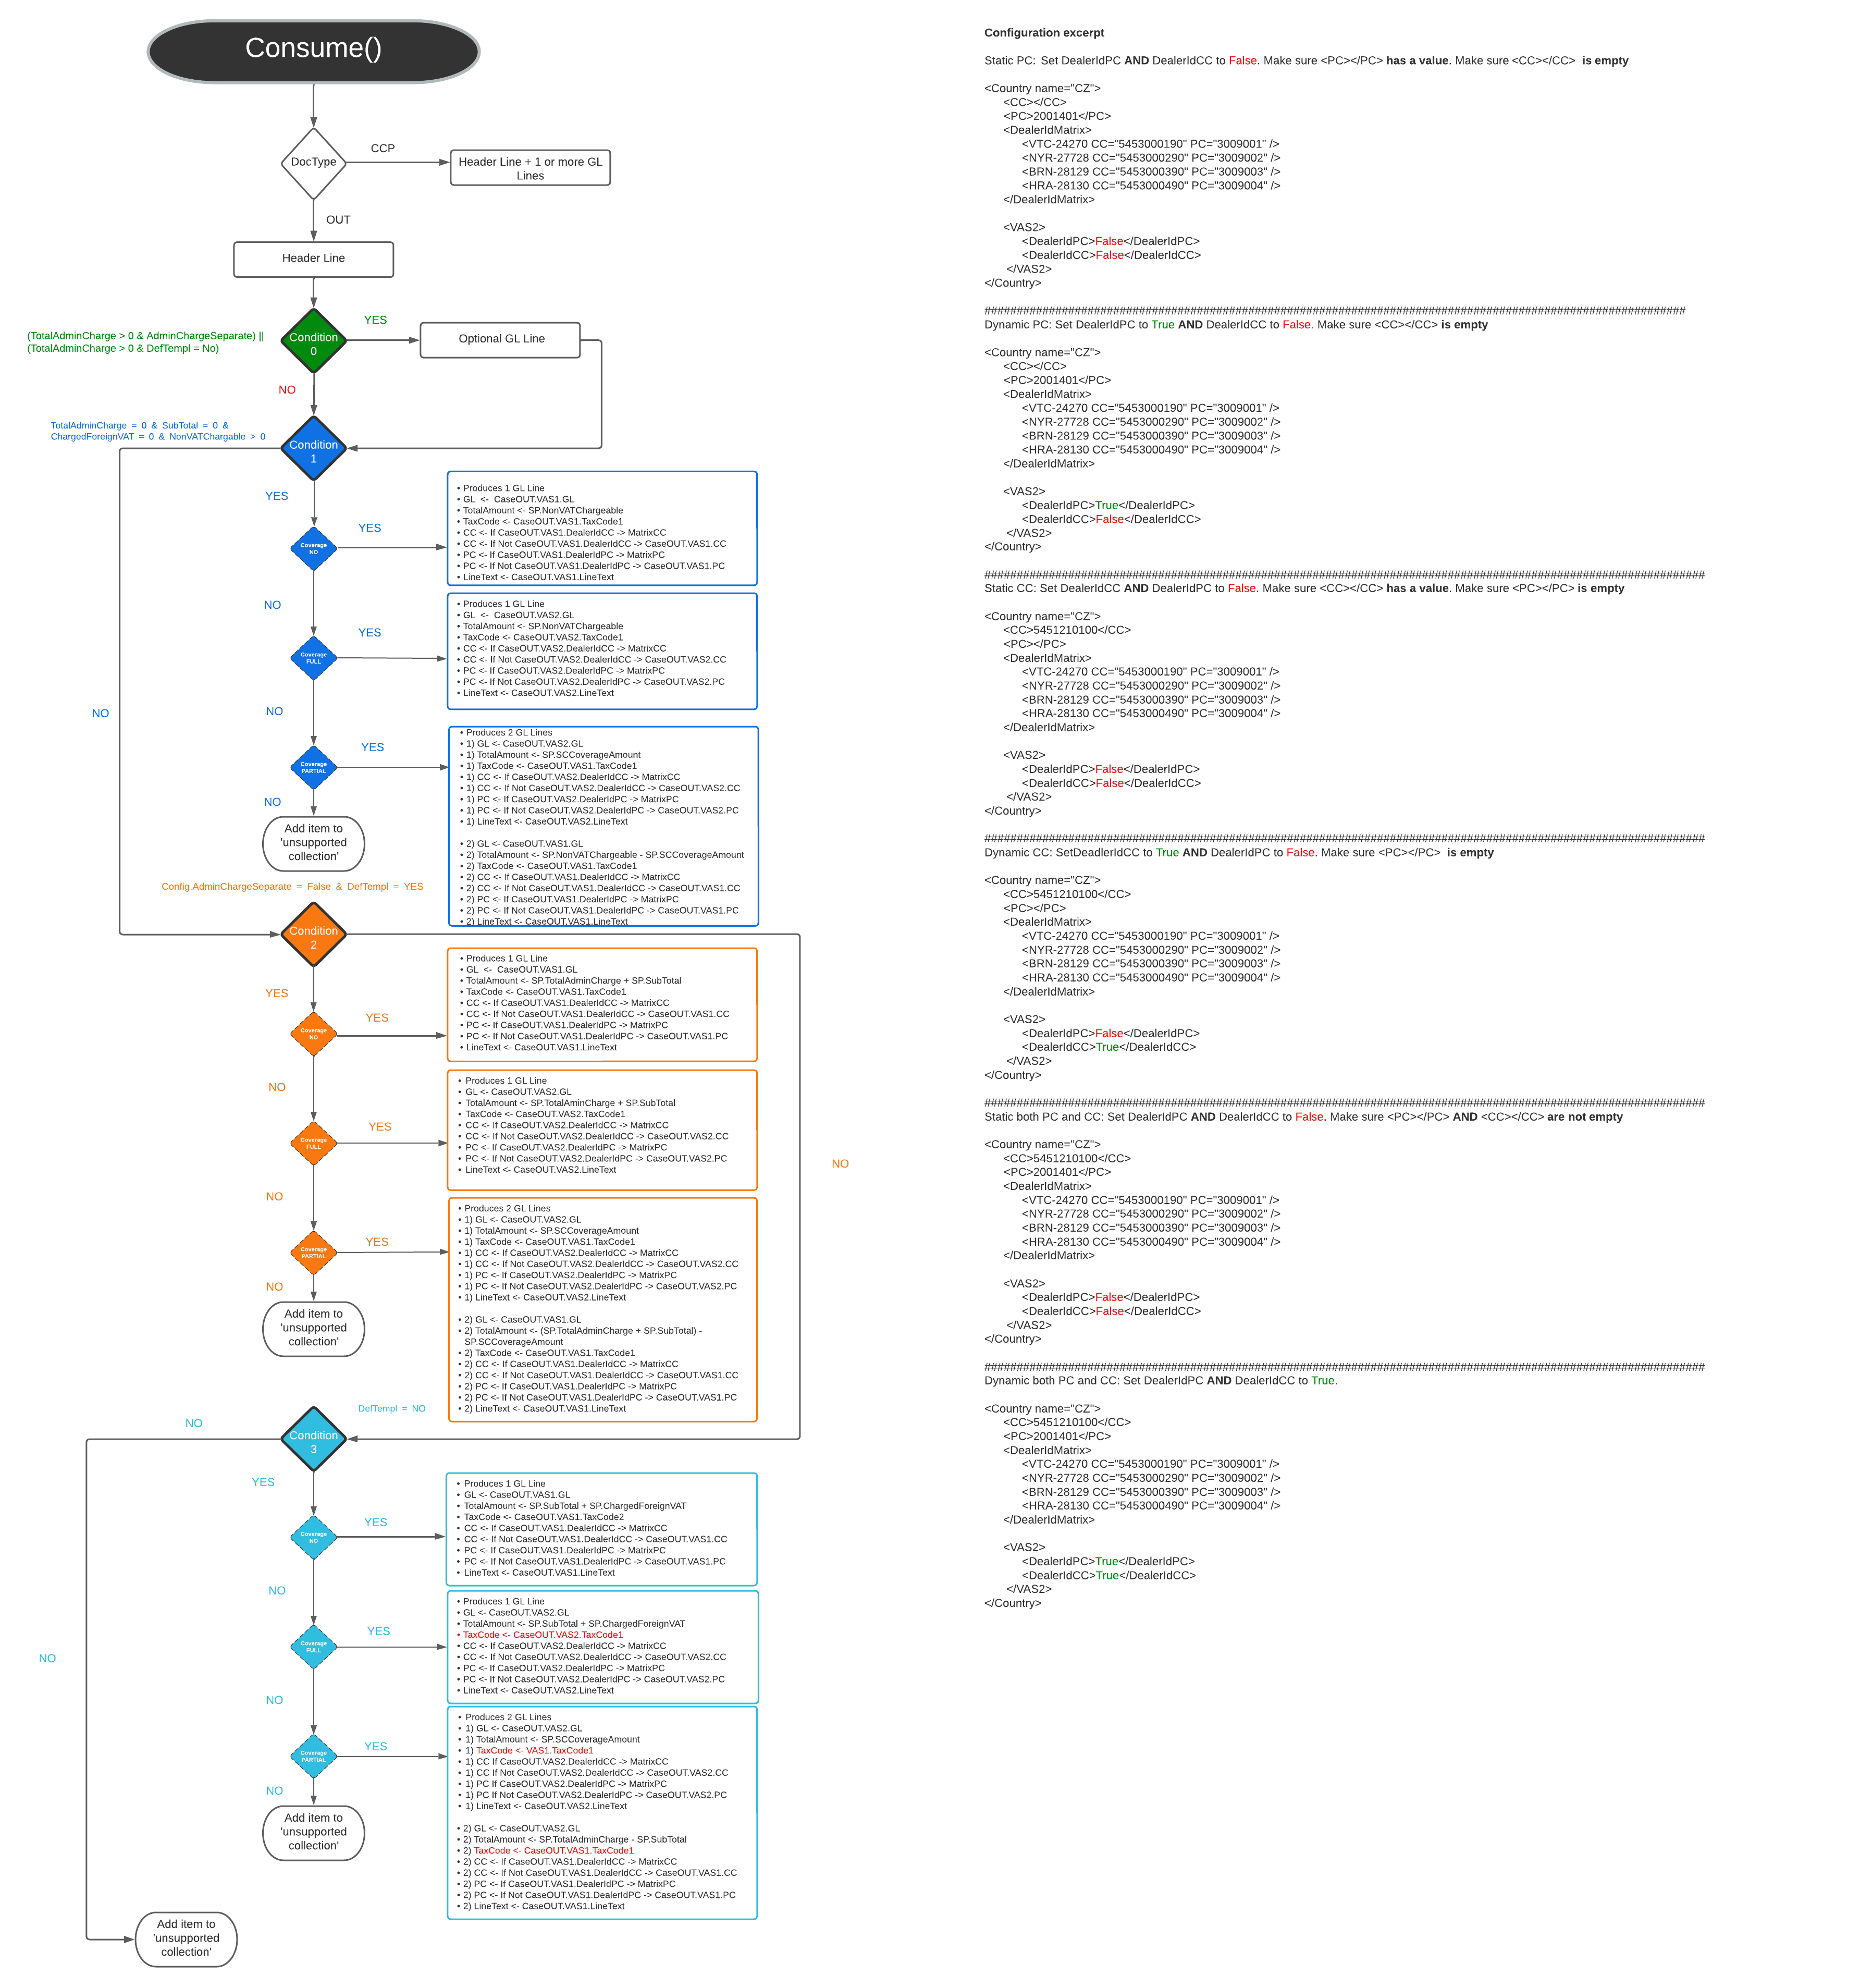 Consume()
DocType
CCP
Header Line + 1 or more GL
Lines
OUT
Header Line
(TotalAdminCharge > 0 & AdminChargeSeparate) ||
(TotalAdminCharge > 0 & DefTempl = No)
Condition
0
YES
Optional GL Line
NO
TotalAdminCharge = 0 & SubTotal = 0 &
ChargedForeignVAT = 0 & NonVATChargable > 0
Condition
1
YES
Coverage
NO
YES
• Produces 1 GL Line
• GL <- CaseOUT.VAS1.GL
• TotalAmount <- SP.NonVATChargeable
• TaxCode <- CaseOUT.VAS1.TaxCode1
• CC <- If CaseOUT.VAS1.DealerIdCC -> MatrixCC
• CC <- If Not CaseOUT.VAS1.DealerIdCC -> CaseOUT.VAS1.CC
• PC <- If CaseOUT.VAS1.DealerIdPC -> MatrixPC
• PC <- If Not CaseOUT.VAS1.DealerIdPC -> CaseOUT.VAS1.PC
• LineText <- CaseOUT.VAS1.LineText
NO
Coverage
FULL
YES
• Produces 1 GL Line
• GL <- CaseOUT.VAS2.GL
• TotalAmount <- SP.NonVATChargeable
• TaxCode <- CaseOUT.VAS2.TaxCode1
• CC <- If CaseOUT.VAS2.DealerIdCC -> MatrixCC
• CC <- If Not CaseOUT.VAS2.DealerIdCC -> CaseOUT.VAS2.CC
• PC <- If CaseOUT.VAS2.DealerIdPC -> MatrixPC
• PC <- If Not CaseOUT.VAS2.DealerIdPC -> CaseOUT.VAS2.PC
• LineText <- CaseOUT.VAS2.LineText
NO
NO
Coverage
PARTIAL
YES
• Produces 2 GL Lines
• 1) GL <- CaseOUT.VAS2.GL
• 1) TotalAmount <- SP.SCCoverageAmount
• 1) TaxCode <- CaseOUT.VAS1.TaxCode1
• 1) CC <- If CaseOUT.VAS2.DealerIdCC -> MatrixCC
• 1) CC <- If Not CaseOUT.VAS2.DealerIdCC -> CaseOUT.VAS2.CC
• 1) PC <- If CaseOUT.VAS2.DealerIdPC -> MatrixPC
• 1) PC <- If Not CaseOUT.VAS2.DealerIdPC -> CaseOUT.VAS2.PC
• 1) LineText <- CaseOUT.VAS2.LineText
• 2) GL <- CaseOUT.VAS1.GL
• 2) TotalAmount <- SP.NonVATChargeable - SP.SCCoverageAmount
• 2) TaxCode <- CaseOUT.VAS1.TaxCode1
• 2) CC <- If CaseOUT.VAS1.DealerIdCC -> MatrixCC
• 2) CC <- If Not CaseOUT.VAS1.DealerIdCC -> CaseOUT.VAS1.CC
• 2) PC <- If CaseOUT.VAS1.DealerIdPC -> MatrixPC
• 2) PC <- If Not CaseOUT.VAS1.DealerIdPC -> CaseOUT.VAS1.PC
• 2) LineText <- CaseOUT.VAS1.LineText
NO
Add item to
'unsupported
collection'
Config.AdminChargeSeparate = False & DefTempl = YES
Condition
2
YES
Coverage
NO
YES
• Produces 1 GL Line
• GL <- CaseOUT.VAS1.GL
• TotalAmount <- SP.TotalAdminCharge + SP.SubTotal
• TaxCode <- CaseOUT.VAS1.TaxCode1
• CC <- If CaseOUT.VAS1.DealerIdCC -> MatrixCC
• CC <- If Not CaseOUT.VAS1.DealerIdCC -> CaseOUT.VAS1.CC
• PC <- If CaseOUT.VAS1.DealerIdPC -> MatrixPC
• PC <- If Not CaseOUT.VAS1.DealerIdPC -> CaseOUT.VAS1.PC
• LineText <- CaseOUT.VAS1.LineText
NO
Coverage
FULL
YES
• Produces 1 GL Line
• GL <- CaseOUT.VAS2.GL
• TotalAmount <- SP.TotalAminCharge + SP.SubTotal
• TaxCode <- CaseOUT.VAS2.TaxCode1
• CC <- If CaseOUT.VAS2.DealerIdCC -> MatrixCC
• CC <- If Not CaseOUT.VAS2.DealerIdCC -> CaseOUT.VAS2.CC
• PC <- If CaseOUT.VAS2.DealerIdPC -> MatrixPC
• PC <- If Not CaseOUT.VAS2.DealerIdPC -> CaseOUT.VAS2.PC
• LineText <- CaseOUT.VAS2.LineText
NO
NO
Coverage
PARTIAL
YES
• Produces 2 GL Lines
• 1) GL <- CaseOUT.VAS2.GL
• 1) TotalAmount <- SP.SCCoverageAmount
• 1) TaxCode <- CaseOUT.VAS1.TaxCode1
• 1) CC <- If CaseOUT.VAS2.DealerIdCC -> MatrixCC
• 1) CC <- If Not CaseOUT.VAS2.DealerIdCC -> CaseOUT.VAS2.CC
• 1) PC <- If CaseOUT.VAS2.DealerIdPC -> MatrixPC
• 1) PC <- If Not CaseOUT.VAS2.DealerIdPC -> CaseOUT.VAS2.PC
• 1) LineText <- CaseOUT.VAS2.LineText
• 2) GL <- CaseOUT.VAS1.GL
• 2) TotalAmount <- (SP.TotalAdminCharge + SP.SubTotal) -
SP.SCCoverageAmount
• 2) TaxCode <- CaseOUT.VAS1.TaxCode1
• 2) CC <- If CaseOUT.VAS1.DealerIdCC -> MatrixCC
• 2) CC <- If Not CaseOUT.VAS1.DealerIdCC -> CaseOUT.VAS1.CC
• 2) PC <- If CaseOUT.VAS1.DealerIdPC -> MatrixPC
• 2) PC <- If Not CaseOUT.VAS1.DealerIdPC -> CaseOUT.VAS1.PC
• 2) LineText <- CaseOUT.VAS1.LineText
NO
Add item to
'unsupported
collection'
DefTempl = NO
NO
Condition
3
YES
Coverage
NO
YES
• Produces 1 GL Line
• GL <- CaseOUT.VAS1.GL
• TotalAmount <- SP.SubTotal + SP.ChargedForeignVAT
• TaxCode <- CaseOUT.VAS1.TaxCode2
• CC <- If CaseOUT.VAS1.DealerIdCC -> MatrixCC
• CC <- If Not CaseOUT.VAS1.DealerIdCC -> CaseOUT.VAS1.CC
• PC <- If CaseOUT.VAS1.DealerIdPC -> MatrixPC
• PC <- If Not CaseOUT.VAS1.DealerIdPC -> CaseOUT.VAS1.PC
• LineText <- CaseOUT.VAS1.LineText
NO
Coverage
FULL
YES
• Produces 1 GL Line
• GL <- CaseOUT.VAS2.GL
• TotalAmount <- SP.SubTotal + SP.ChargedForeignVAT
• TaxCode <- CaseOUT.VAS2.TaxCode1
• CC <- If CaseOUT.VAS2.DealerIdCC -> MatrixCC
• CC <- If Not CaseOUT.VAS2.DealerIdCC -> CaseOUT.VAS2.CC
• PC <- If CaseOUT.VAS2.DealerIdPC -> MatrixPC
• PC <- If Not CaseOUT.VAS2.DealerIdPC -> CaseOUT.VAS2.PC
• LineText <- CaseOUT.VAS2.LineText
NO
NO
Coverage
PARTIAL
YES
• Produces 2 GL Lines
• 1) GL <- CaseOUT.VAS2.GL
• 1) TotalAmount <- SP.SCCoverageAmount
• 1) TaxCode <- VAS1.TaxCode1
• 1) CC If CaseOUT.VAS2.DealerIdCC -> MatrixCC
• 1) CC If Not CaseOUT.VAS2.DealerIdCC -> CaseOUT.VAS2.CC
• 1) PC If CaseOUT.VAS2.DealerIdPC -> MatrixPC
• 1) PC If Not CaseOUT.VAS2.DealerIdPC -> CaseOUT.VAS2.PC
• 1) LineText <- CaseOUT.VAS2.LineText
• 2) GL <- CaseOUT.VAS2.GL
• 2) TotalAmount <- SP.TotalAdminCharge - SP.SubTotal
• 2) TaxCode <- CaseOUT.VAS1.TaxCode1
• 2) CC <- If CaseOUT.VAS1.DealerIdCC -> MatrixCC
• 2) CC <- If Not CaseOUT.VAS1.DealerIdCC -> CaseOUT.VAS1.CC
• 2) PC <- If CaseOUT.VAS1.DealerIdPC -> MatrixPC
• 2) PC <- If Not CaseOUT.VAS1.DealerIdPC -> CaseOUT.VAS1.PC
• 2) LineText <- CaseOUT.VAS1.LineText
NO
Add item to
'unsupported
collection'
NO
Add item to
'unsupported
collection'
Configuration excerpt
Static PC: Set DealerIdPC AND DealerIdCC to False. Make sure <PC></PC> has a value. Make sure <CC></CC> is empty
<Country name="CZ">
<CC></CC>
<PC>2001401</PC>
<DealerIdMatrix>
<VTC-24270 CC="5453000190" PC="3009001" />
<NYR-27728 CC="5453000290" PC="3009002" />
<BRN-28129 CC="5453000390" PC="3009003" />
<HRA-28130 CC="5453000490" PC="3009004" />
</DealerIdMatrix>
<VAS2>
<DealerIdPC>False</DealerIdPC>
<DealerIdCC>False</DealerIdCC>
</VAS2>
</Country>
#############################################################################################################
Dynamic PC: Set DealerIdPC to True AND DealerIdCC to False. Make sure <CC></CC> is empty
<Country name="CZ">
<CC></CC>
<PC>2001401</PC>
<DealerIdMatrix>
<VTC-24270 CC="5453000190" PC="3009001" />
<NYR-27728 CC="5453000290" PC="3009002" />
<BRN-28129 CC="5453000390" PC="3009003" />
<HRA-28130 CC="5453000490" PC="3009004" />
</DealerIdMatrix>
<VAS2>
<DealerIdPC>True</DealerIdPC>
<DealerIdCC>False</DealerIdCC>
</VAS2>
</Country>
################################################################################################################
Static CC: Set DealerIdCC AND DealerIdPC to False. Make sure <CC></CC> has a value. Make sure <PC></PC> is empty
<Country name="CZ">
<CC>5451210100</CC>
<PC></PC>
<DealerIdMatrix>
<VTC-24270 CC="5453000190" PC="3009001" />
<NYR-27728 CC="5453000290" PC="3009002" />
<BRN-28129 CC="5453000390" PC="3009003" />
<HRA-28130 CC="5453000490" PC="3009004" />
</DealerIdMatrix>
<VAS2>
<DealerIdPC>False</DealerIdPC>
<DealerIdCC>False</DealerIdCC>
</VAS2>
</Country>
################################################################################################################
Dynamic CC: SetDeadlerIdCC to True AND DealerIdPC to False. Make sure <PC></PC> is empty
<Country name="CZ">
<CC>5451210100</CC>
<PC></PC>
<DealerIdMatrix>
<VTC-24270 CC="5453000190" PC="3009001" />
<NYR-27728 CC="5453000290" PC="3009002" />
<BRN-28129 CC="5453000390" PC="3009003" />
<HRA-28130 CC="5453000490" PC="3009004" />
</DealerIdMatrix>
<VAS2>
<DealerIdPC>False</DealerIdPC>
<DealerIdCC>True</DealerIdCC>
</VAS2>
</Country>
################################################################################################################
Static both PC and CC: Set DealerIdPC AND DealerIdCC to False. Make sure <PC></PC> AND <CC></CC> are not empty
<Country name="CZ">
<CC>5451210100</CC>
<PC>2001401</PC>
<DealerIdMatrix>
<VTC-24270 CC="5453000190" PC="3009001" />
<NYR-27728 CC="5453000290" PC="3009002" />
<BRN-28129 CC="5453000390" PC="3009003" />
<HRA-28130 CC="5453000490" PC="3009004" />
</DealerIdMatrix>
<VAS2>
<DealerIdPC>False</DealerIdPC>
<DealerIdCC>False</DealerIdCC>
</VAS2>
</Country>
################################################################################################################
Dynamic both PC and CC: Set DealerIdPC AND DealerIdCC to True.
<Country name="CZ">
<CC>5451210100</CC>
<PC>2001401</PC>
<DealerIdMatrix>
<VTC-24270 CC="5453000190" PC="3009001" />
<NYR-27728 CC="5453000290" PC="3009002" />
<BRN-28129 CC="5453000390" PC="3009003" />
<HRA-28130 CC="5453000490" PC="3009004" />
</DealerIdMatrix>
<VAS2>
<DealerIdPC>True</DealerIdPC>
<DealerIdCC>True</DealerIdCC>
</VAS2>
</Country>